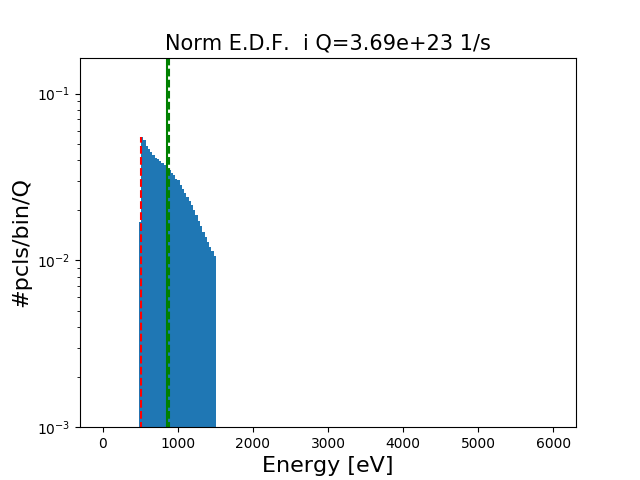 Norm E.D.F.  i Q=3.69e+23 1/s
#pcls/bin/Q
10⁻¹
10⁻²
10⁻³
0 1000 2000 3000 4000 5000 6000
Energy [eV]